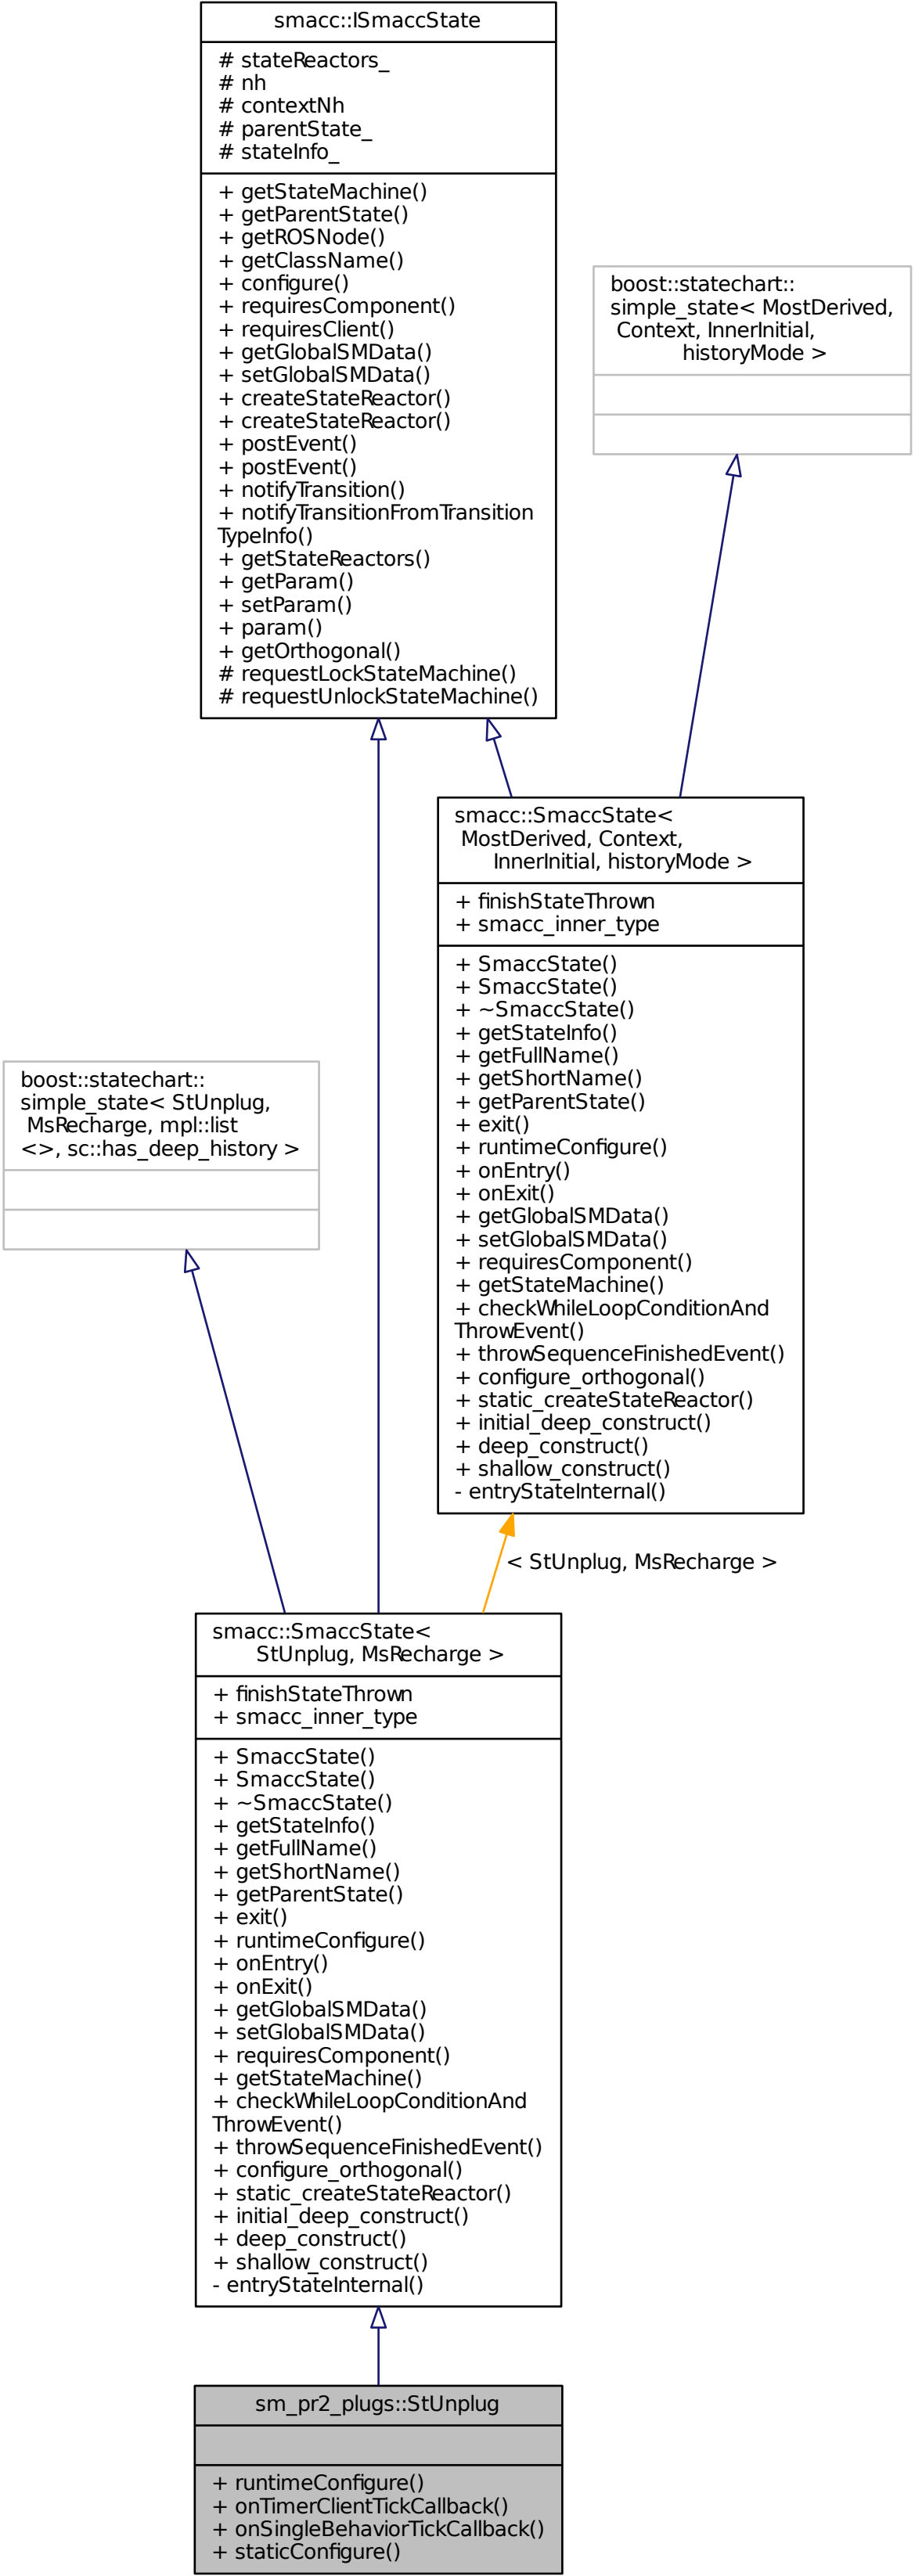 smacc::ISmaccState
# stateReactors_
# nh
# contextNh
# parentState_
# stateInfo_
+ getStateMachine()
+ getParentState()
+ getROSNode()
+ getClassName()
+ configure()
+ requiresComponent()
+ requiresClient()
+ getGlobalSMData()
+ setGlobalSMData()
+ createStateReactor()
+ createStateReactor()
+ postEvent()
+ postEvent()
+ notifyTransition()
+ notifyTransitionFromTransition
TypeInfo()
+ getStateReactors()
+ getParam()
+ setParam()
+ param()
+ getOrthogonal()
# requestLockStateMachine()
# requestUnlockStateMachine()
boost::statechart::
simple_state< MostDerived,
Context, InnerInitial,
historyMode >
smacc::SmaccState<
MostDerived, Context,
InnerInitial, historyMode >
+ finishStateThrown
+ smacc_inner_type
+ SmaccState()
+ SmaccState()
+ ~SmaccState()
+ getStateInfo()
+ getFullName()
+ getShortName()
+ getParentState()
+ exit()
+ runtimeConfigure()
+ onEntry()
+ onExit()
+ getGlobalSMData()
+ setGlobalSMData()
+ requiresComponent()
+ getStateMachine()
+ checkWhileLoopConditionAnd
ThrowEvent()
+ throwSequenceFinishedEvent()
+ configure_orthogonal()
+ static_createStateReactor()
+ initial_deep_construct()
+ deep_construct()
+ shallow_construct()
- entryStateInternal()
boost::statechart::
simple_state< StUnplug,
MsRecharge, mpl::list
<>, sc::has_deep_history >
< StUnplug, MsRecharge >
smacc::SmaccState<
StUnplug, MsRecharge >
+ finishStateThrown
+ smacc_inner_type
+ SmaccState()
+ SmaccState()
+ ~SmaccState()
+ getStateInfo()
+ getFullName()
+ getShortName()
+ getParentState()
+ exit()
+ runtimeConfigure()
+ onEntry()
+ onExit()
+ getGlobalSMData()
+ setGlobalSMData()
+ requiresComponent()
+ getStateMachine()
+ checkWhileLoopConditionAnd
ThrowEvent()
+ throwSequenceFinishedEvent()
+ configure_orthogonal()
+ static_createStateReactor()
+ initial_deep_construct()
+ deep_construct()
+ shallow_construct()
- entryStateInternal()
sm_pr2_plugs::StUnplug
+ runtimeConfigure()
+ onTimerClientTickCallback()
+ onSingleBehaviorTickCallback()
+ staticConfigure()